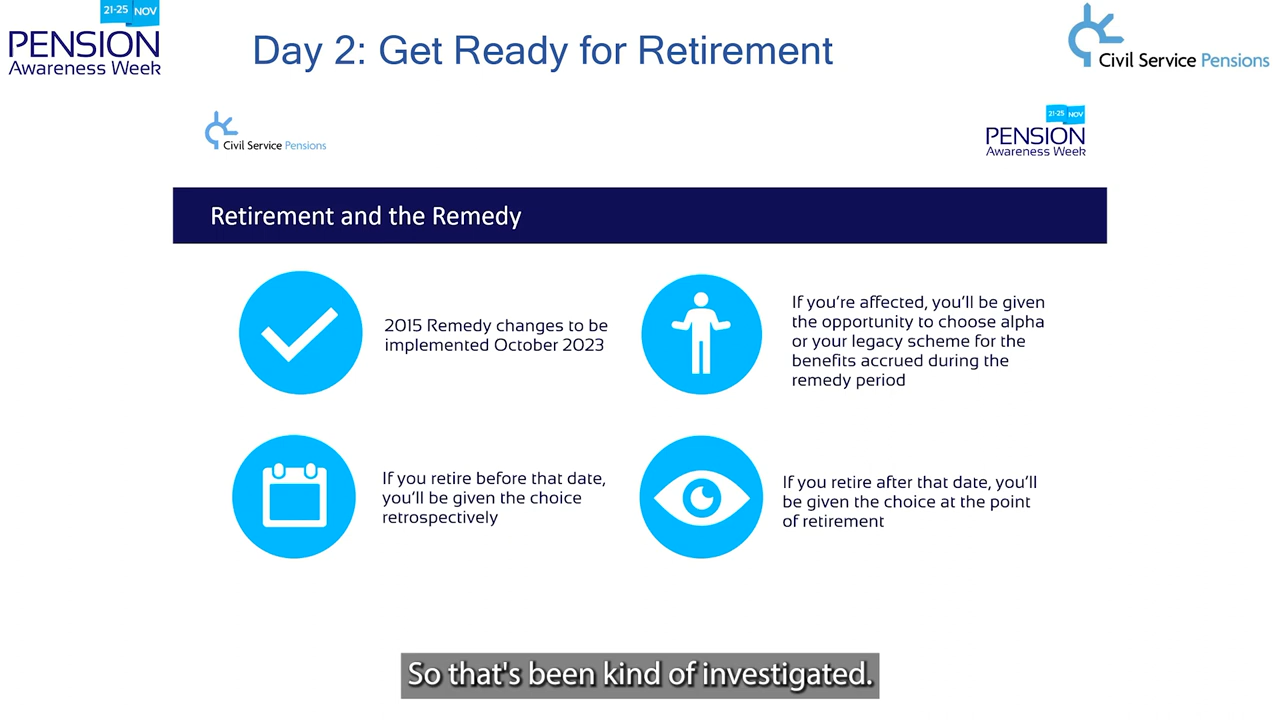 21-25 NOV
PENSION
Awareness Week
Day 2: Get Ready for Retirement
Civil Service Pensions
Civil Service Pensions
21-25 NOV
PENSION
Awareness Week
Retirement and the Remedy
2015 Remedy changes to be
implemented October 2023
If you're affected, you'll be given
the opportunity to choose alpha
or your legacy scheme for the
benefits accrued during the
remedy period
If you retire before that date,
you'll be given the choice
retrospectively
If you retire after that date, you'll
be given the choice at the point
of retirement
So that's been kind of investigated.